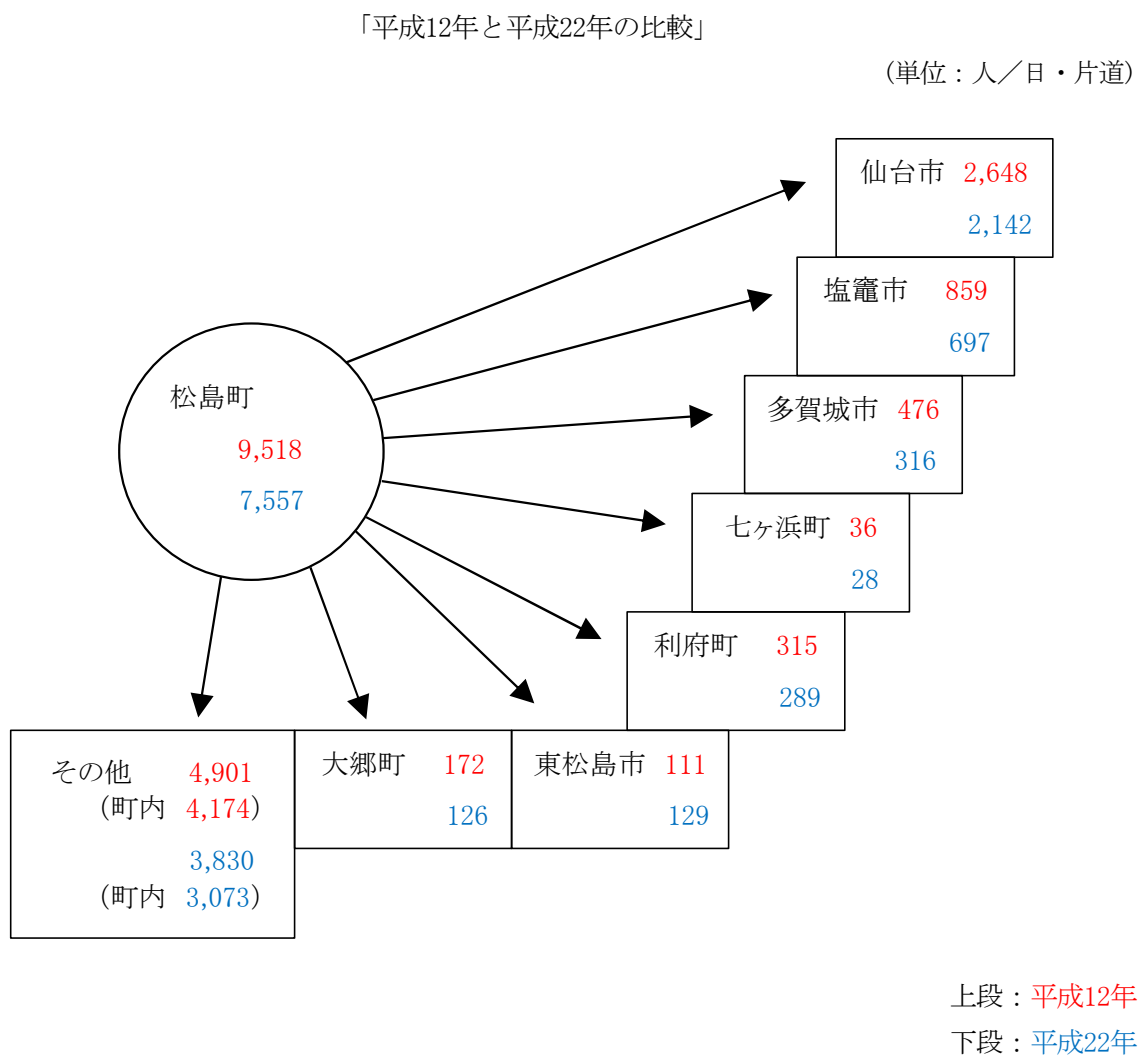 「平成12年と平成22年の比較」
（単位：人／日・片道）
仙台市 2,648
2,142
塩竈市 859
697
多賀城市 476
316
七ヶ浜町 36
28
利府町 315
289
東松島市 111
129
大郷町 172
126
その他 4,901
（町内 4,174）
3,830
（町内 3,073）
松島町
9,518
7,557
上段：平成12年
下段：平成22年